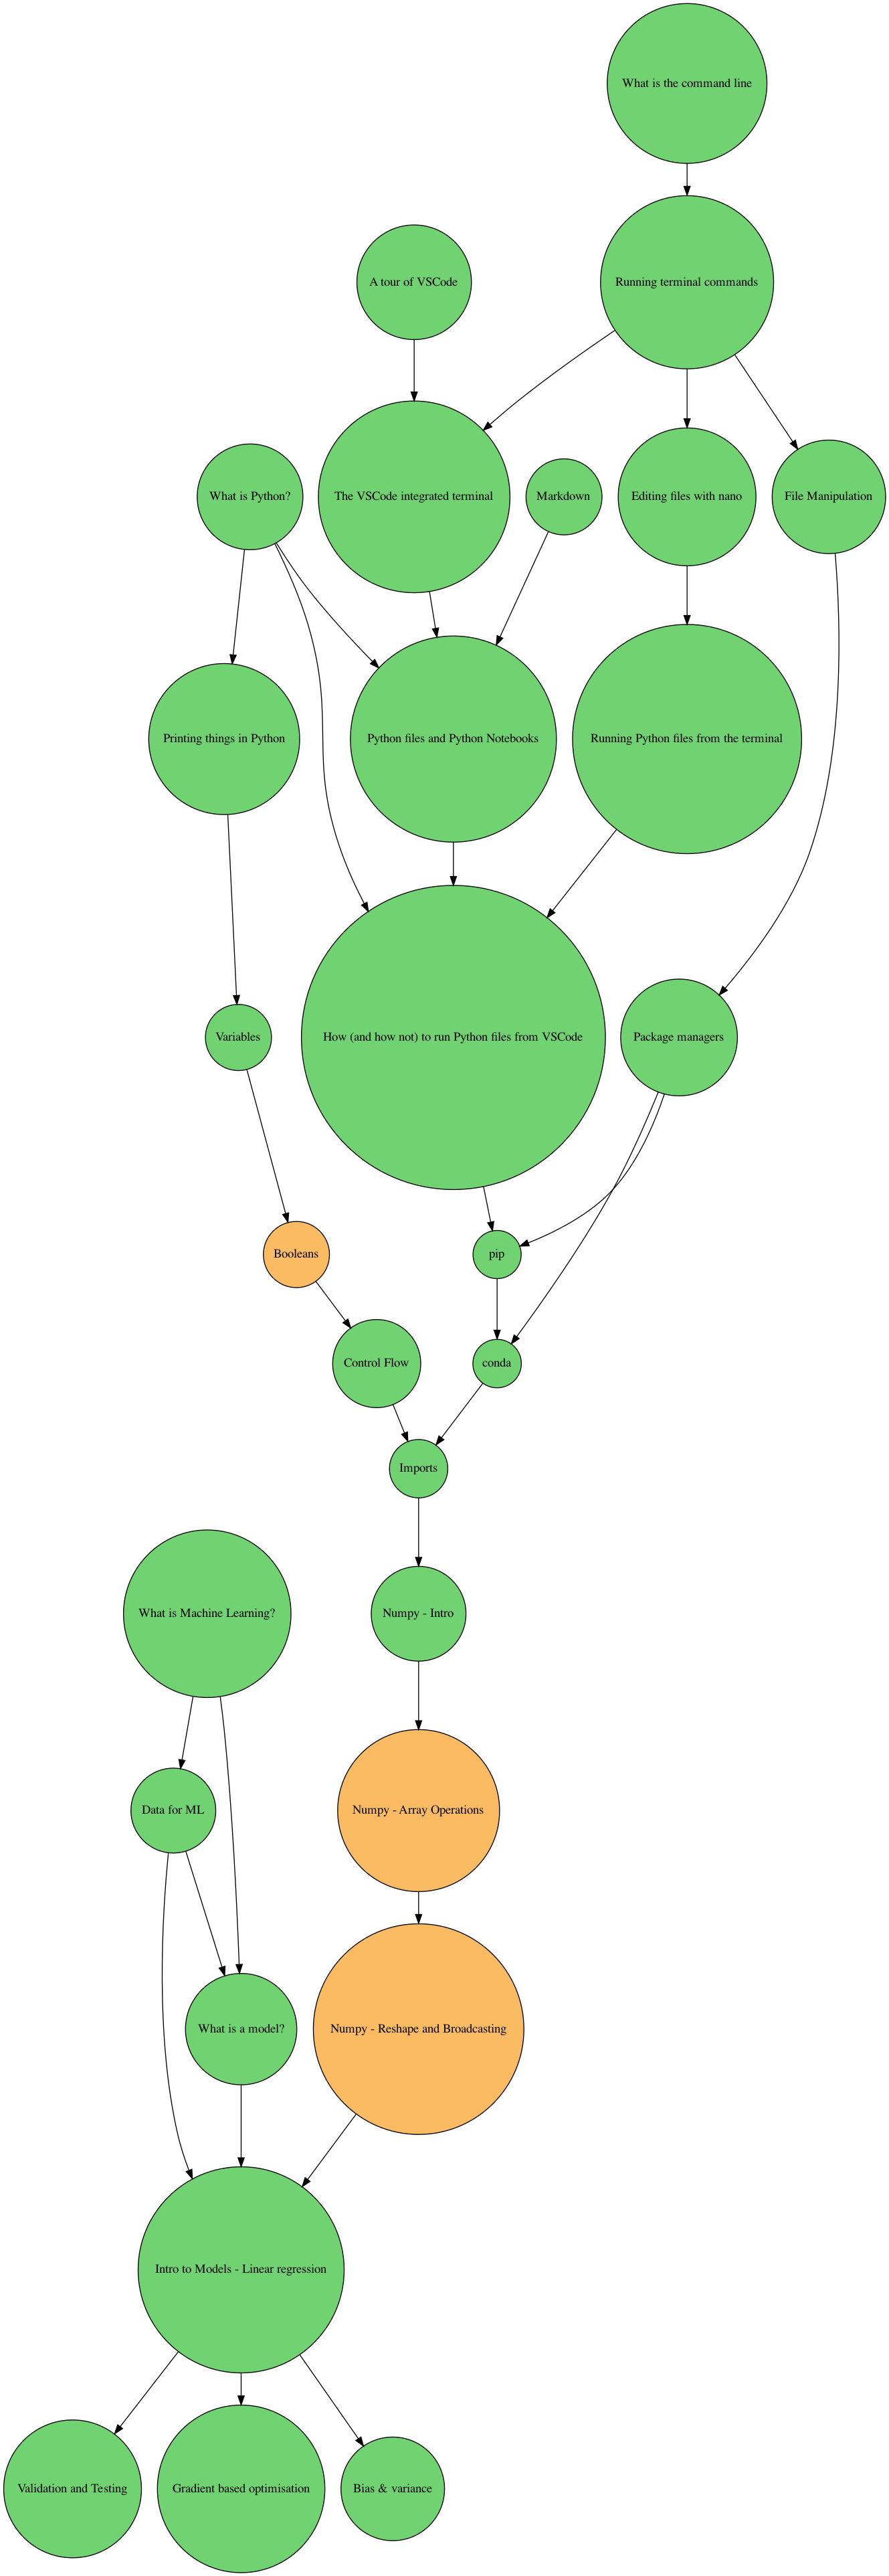 What is the command line
A tour of VSCode
Running terminal commands
What is Python?
The VSCode integrated terminal
Markdown
Editing files with nano
File Manipulation
Printing things in Python
Python files and Python Notebooks
Running Python files from the terminal
Variables
How (and how not) to run Python files from VSCode
Package managers
Booleans
pip
Control Flow
conda
Imports
What is Machine Learning?
Numpy - Intro
Data for ML
Numpy - Array Operations
What is a model?
Numpy - Reshape and Broadcasting
Intro to Models - Linear regression
Validation and Testing
Gradient based optimisation
Bias & variance